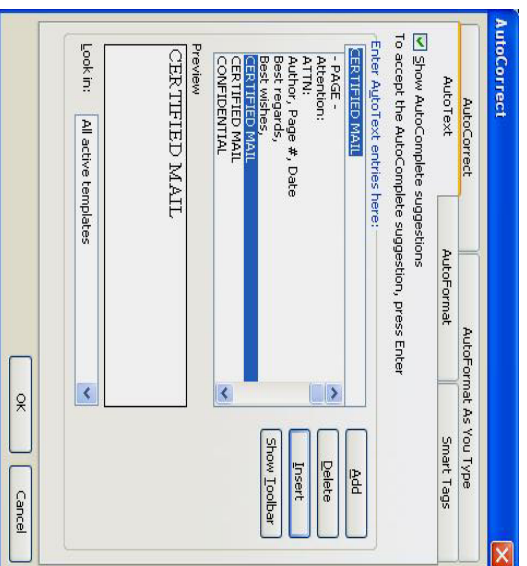 AutoCorrect
AutoCorrect AutoFormat As You Type
AutoText AutoFormat Smart Tags
Show AutoComplete suggestions
To accept the AutoComplete suggestion, press Enter
Enter AutoText entries here:
CERTIFIED MAIL
Add
- PAGE -
Attention:
ATTN:
Author, Page #, Date
Best regards,
Best wishes,
CERTIFIED MAIL
CERTIFIED MAIL
CONFIDENTIAL
Delete
Insert
Show Toolbar
Preview
CERTIFIED MAIL
Look in: All active templates
OK Cancel